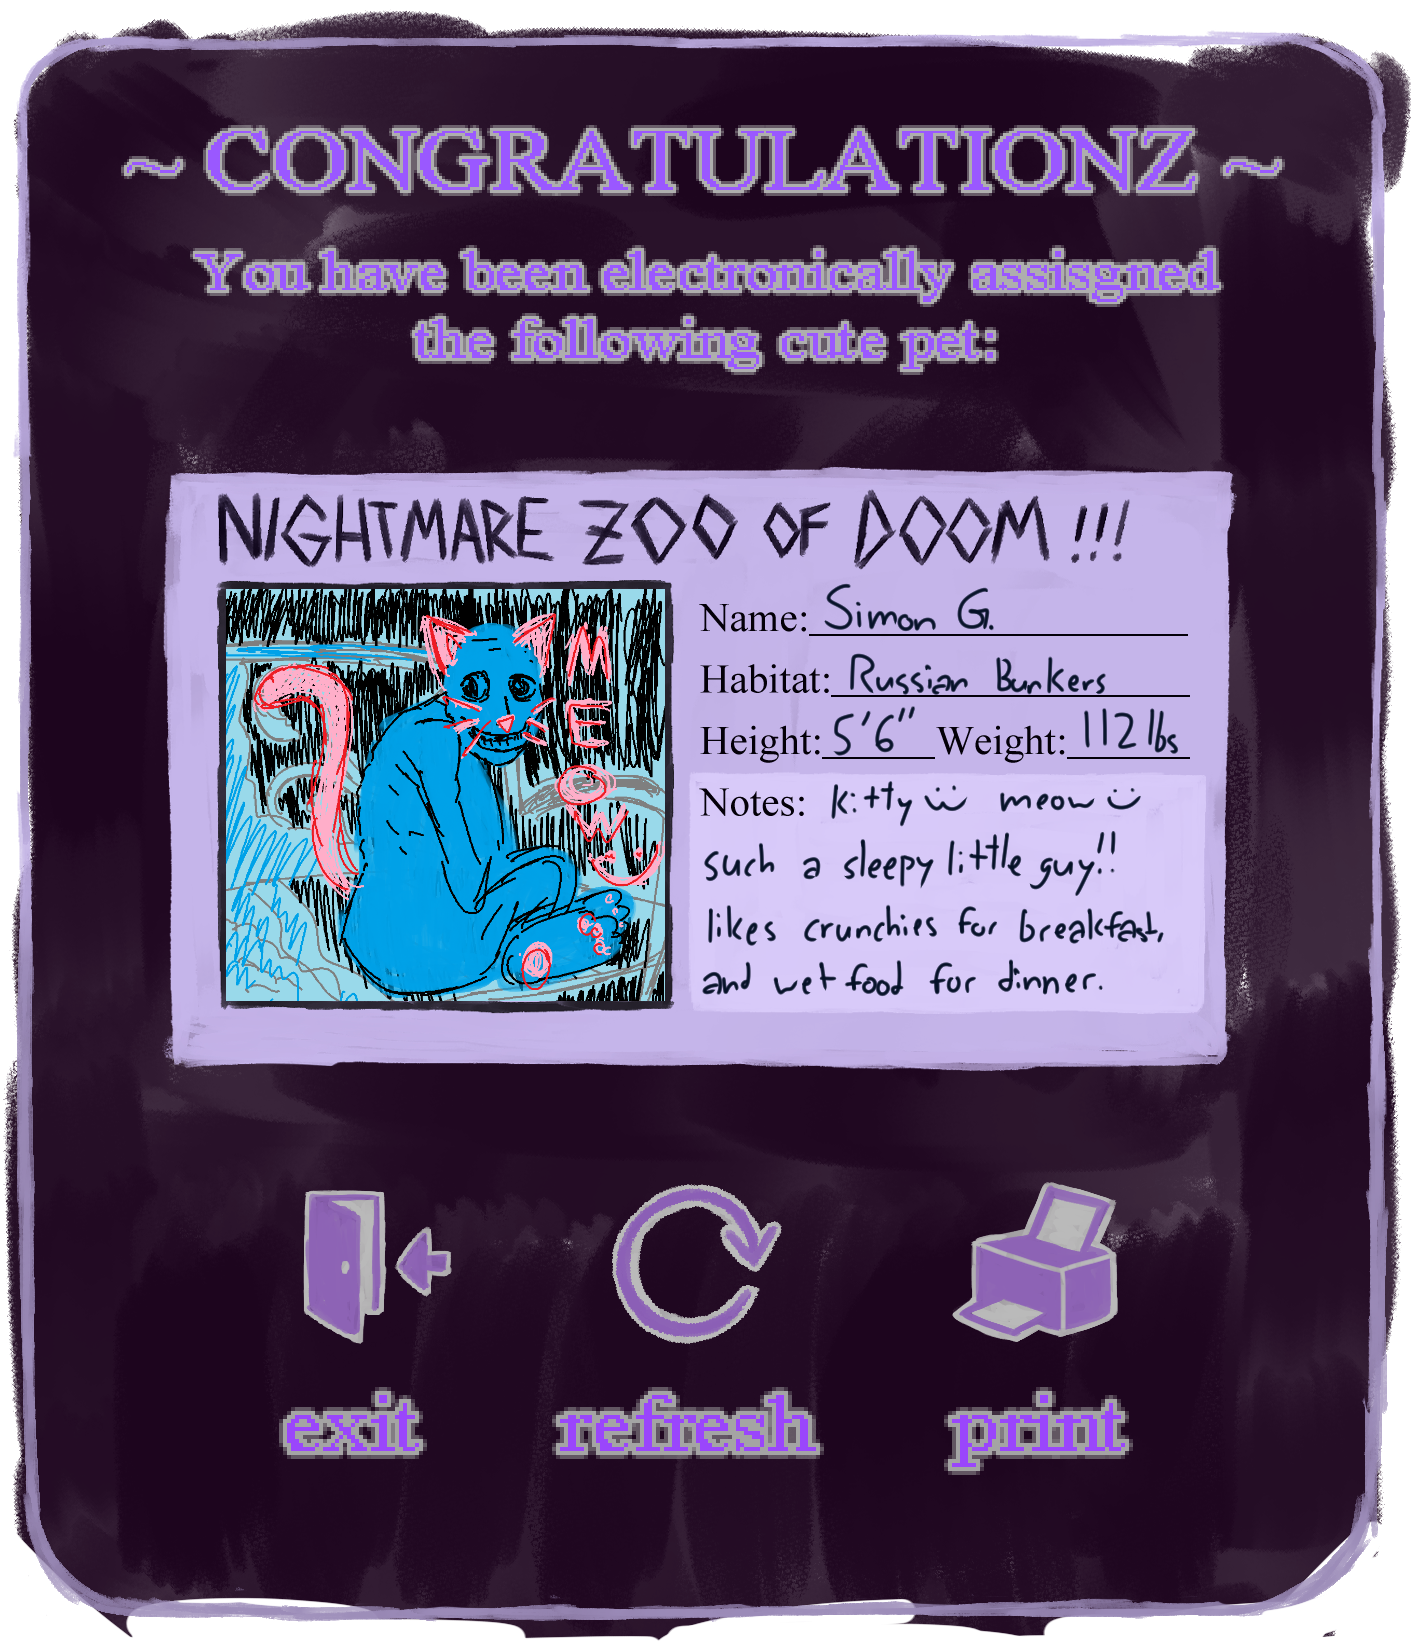 ~ CONGRATULATIONZ ~
You have been electronically assisgned
the following cute pet:
NIGHTMARE ZOO OF DOOM !!!
MEOW
Name: Simon G.
Habitat: Russian Bunkers
Height: 5'6" Weight: 112 lbs
Notes: kitty :) meow :)
such a sleepy little guy!!
likes crunchies for breakfast,
and wet food for dinner.
exit refresh print